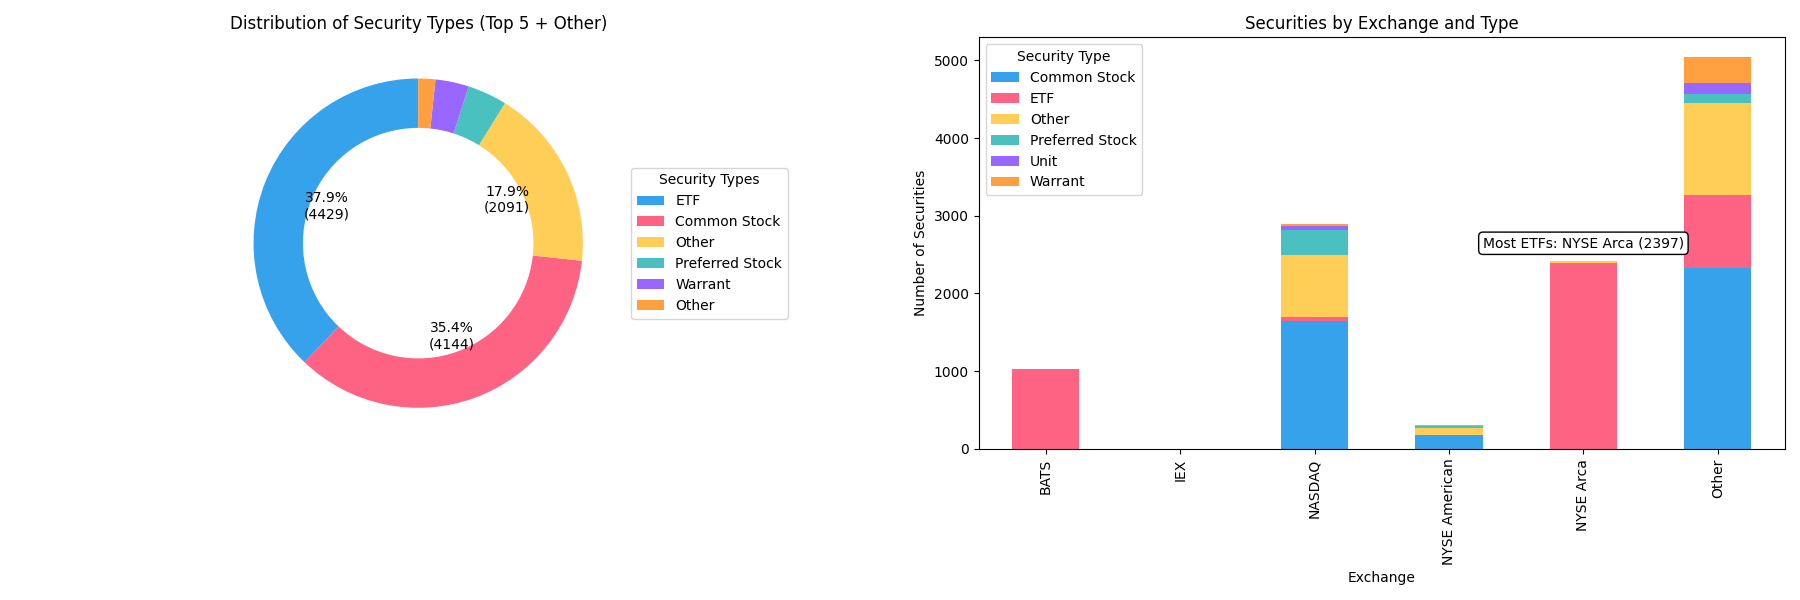 Distribution of Security Types (Top 5 + Other)
37.9%
(4429)
17.9%
(2091)
35.4%
(4144)
Security Types
ETF
Common Stock
Other
Preferred Stock
Warrant
Other
Securities by Exchange and Type
Number of Securities
5000
4000
3000
2000
1000
0
Security Type
Common Stock
ETF
Other
Preferred Stock
Unit
Warrant
Most ETFs: NYSE Arca (2397)
BATS
IEX
NASDAQ
NYSE American
NYSE Arca
Other
Exchange